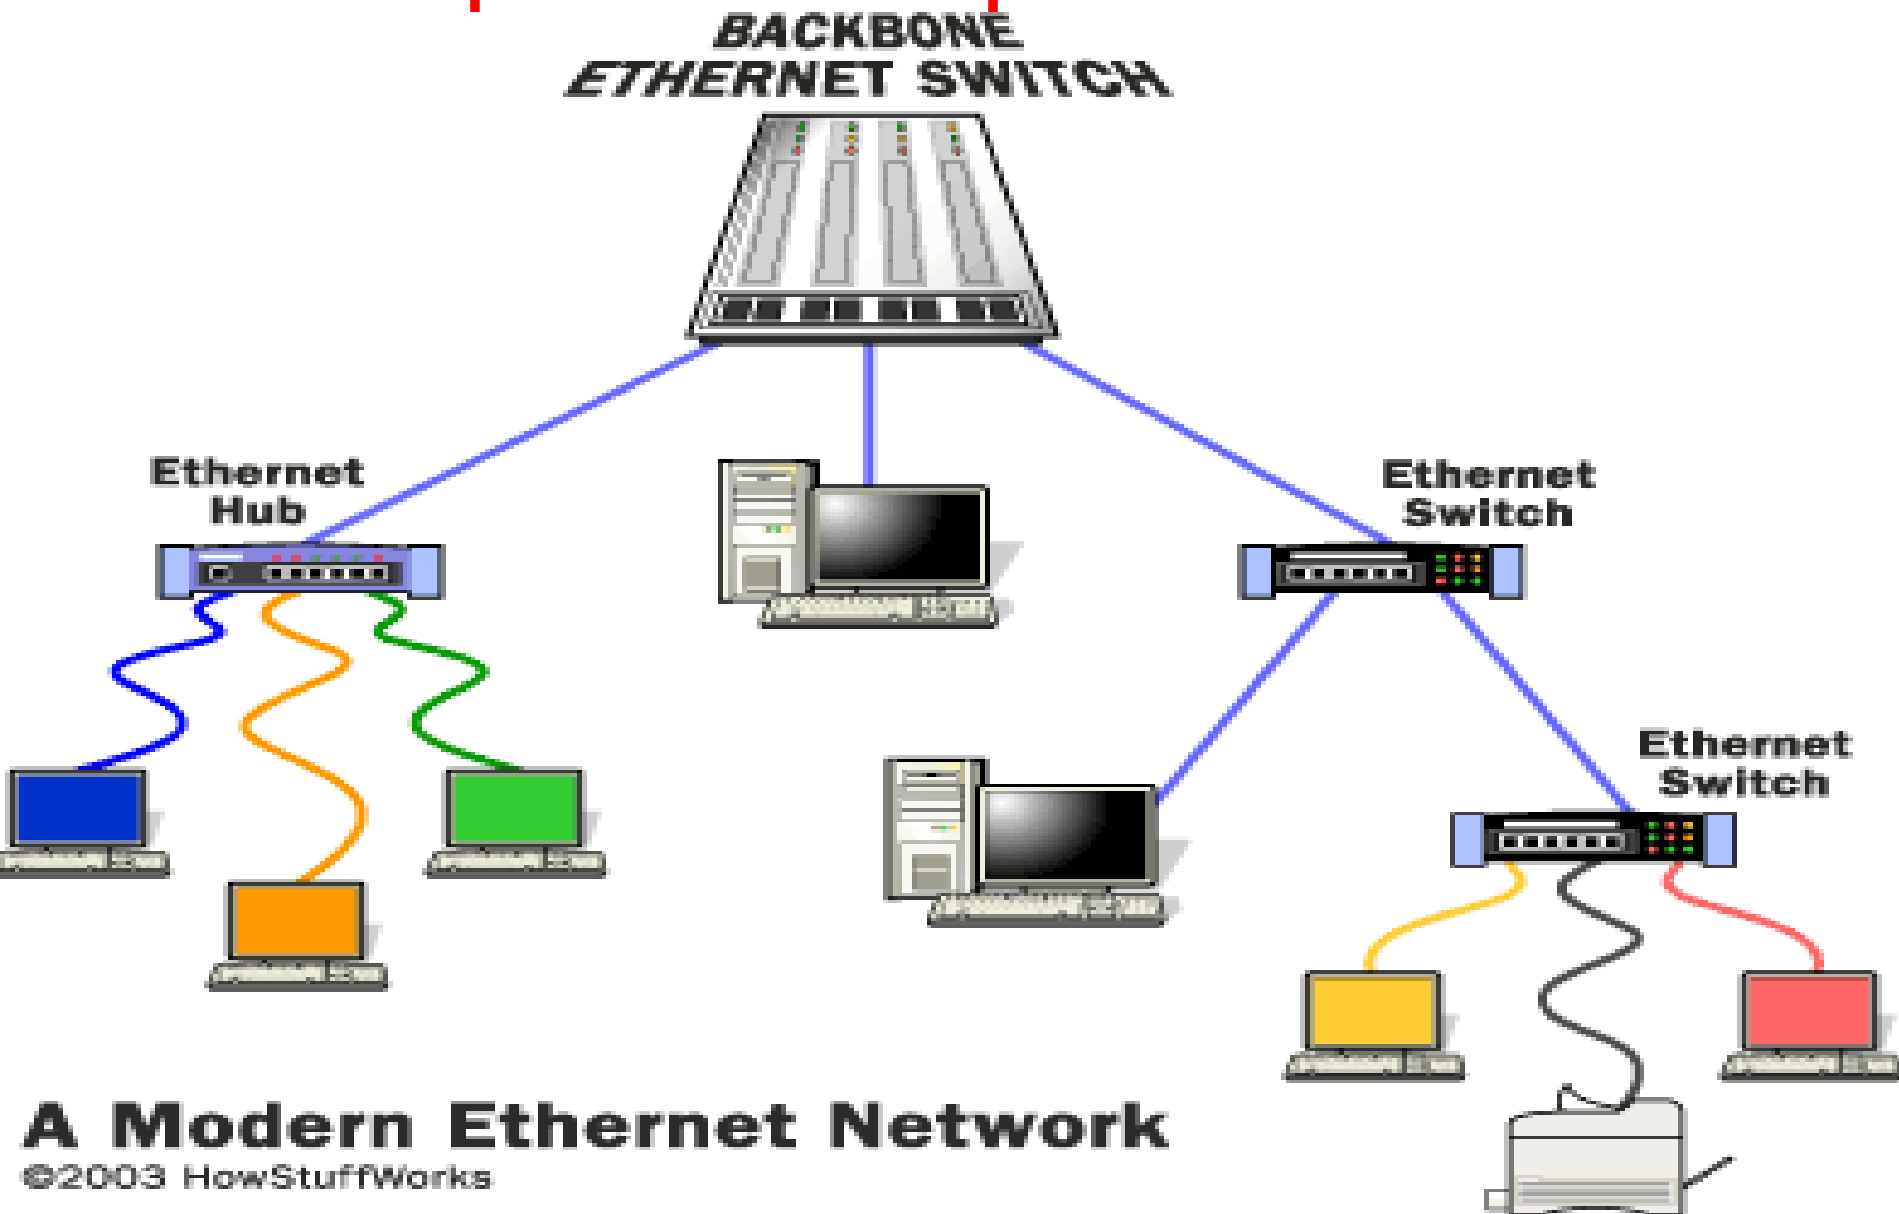 BACKBONE
ETHERNET SWITCH
Ethernet
Hub
Ethernet
Switch
Ethernet
Switch
A Modern Ethernet Network
©2003 HowStuffWorks